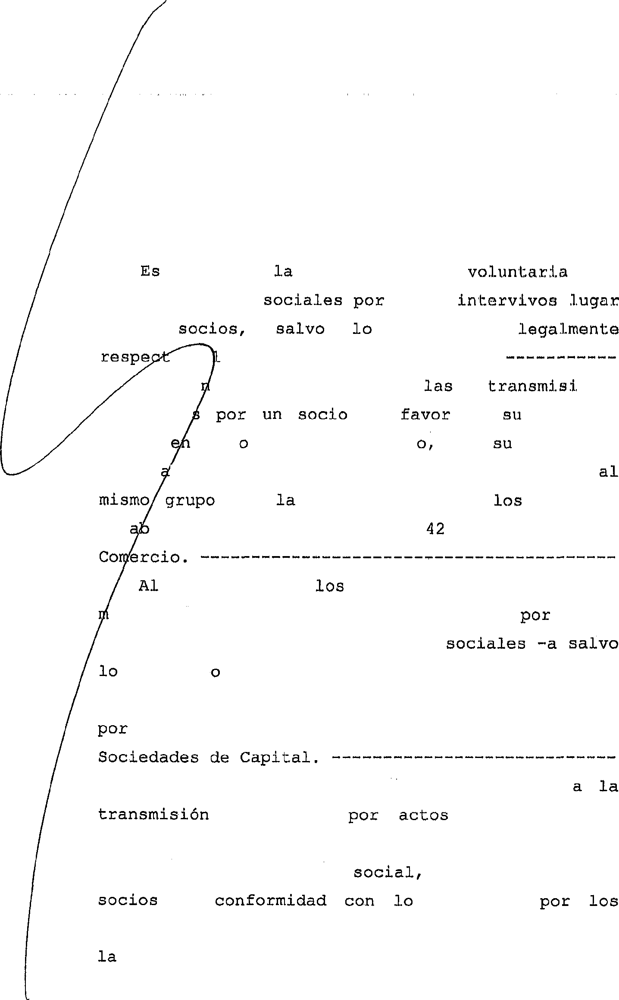 Es la voluntaria
sociales por intervivos lugar
socios, salvo lo legalmente
respect l -----------
n las transmisi
s por un socio favor su
en o o, su
a al
mismo grupo la los
ab 42
Comercio. ------------------------------------------
Al los
m por
sociales -a salvo
lo o
por
Sociedades de Capital. -----------------------------
a la
transmisión por actos
social,
socios conformidad con lo por los
la